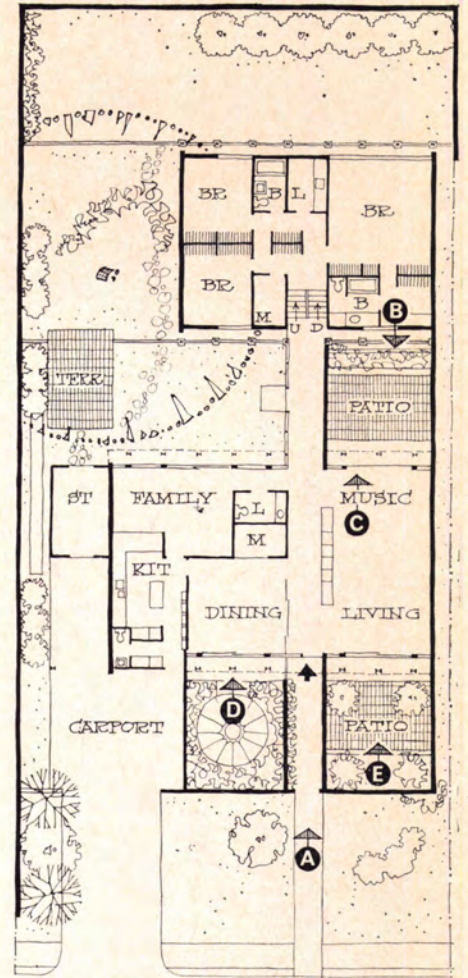 BR
B
L
BR
BR
M
U D
B
B
TERR
PATIO
ST
FAMILY
L
MUSIC
C
M
KIT
DINING
LIVING
D
CARPORT
PATIO
E
A